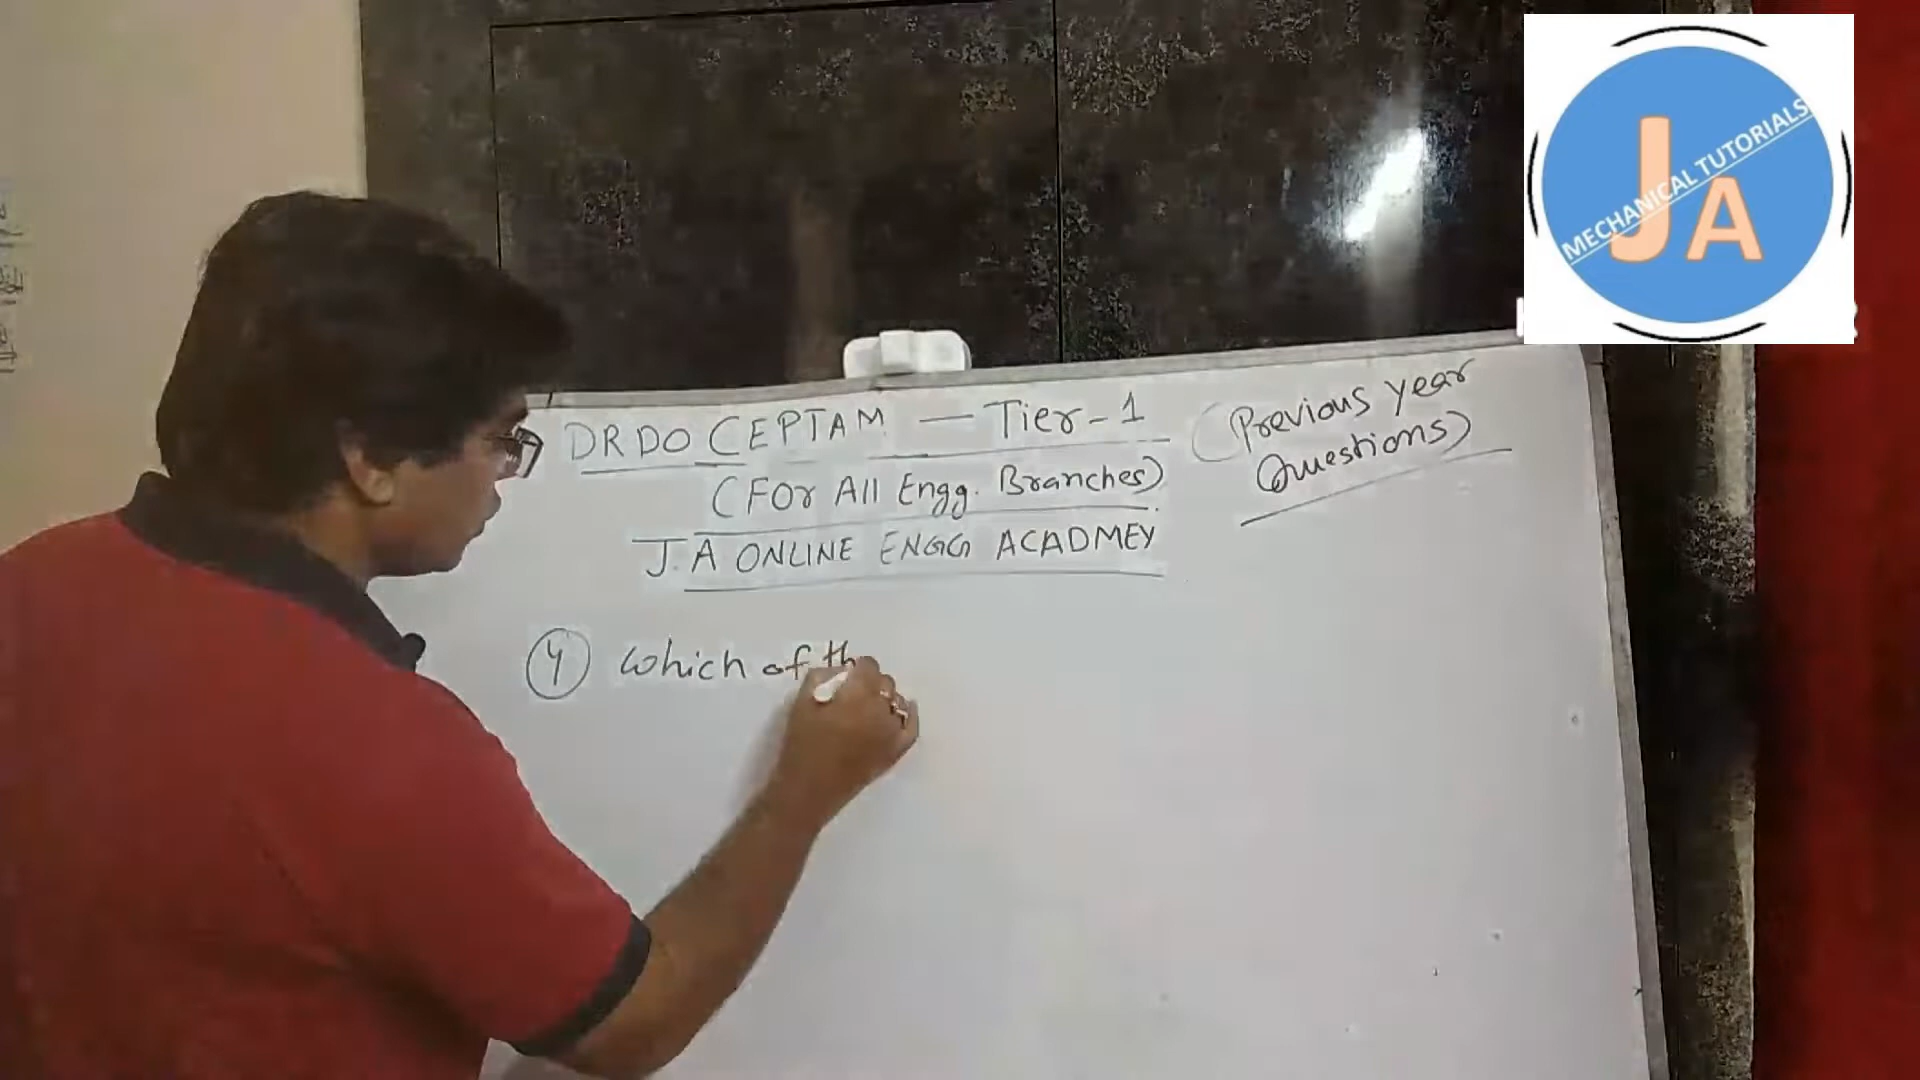 JA
MECHANICAL TUTORIALS
DRDO CEPTAM — Tier-1 (Previous year
Questions)
(For All Engg. Branches)
J.A ONLINE ENGG ACADMEY
4 Which of th